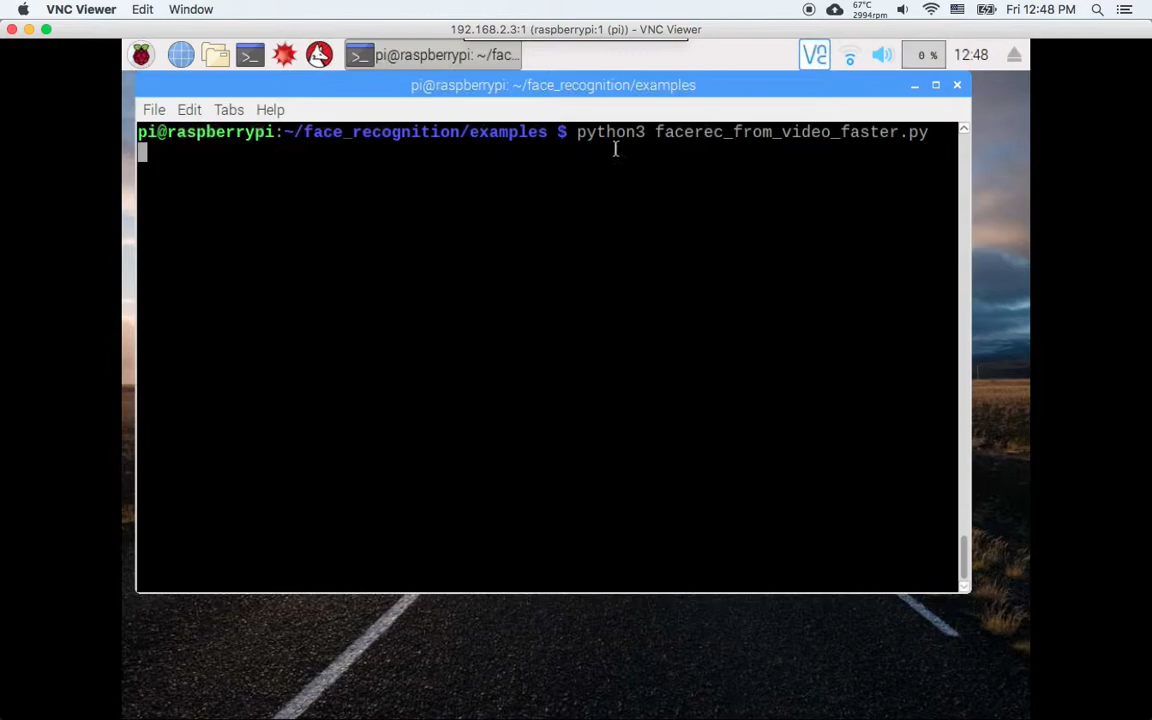 VNC Viewer Edit Window 67°C 2994rpm Fri 12:48 PM
192.168.2.3:1 (raspberrypi:1 (pi)) - VNC Viewer
pi@raspberrypi: ~/fac... 0 % 12:48
pi@raspberrypi: ~/face_recognition/examples
File Edit Tabs Help
pi@raspberrypi:~/face_recognition/examples $ python3 facerec_from_video_faster.py